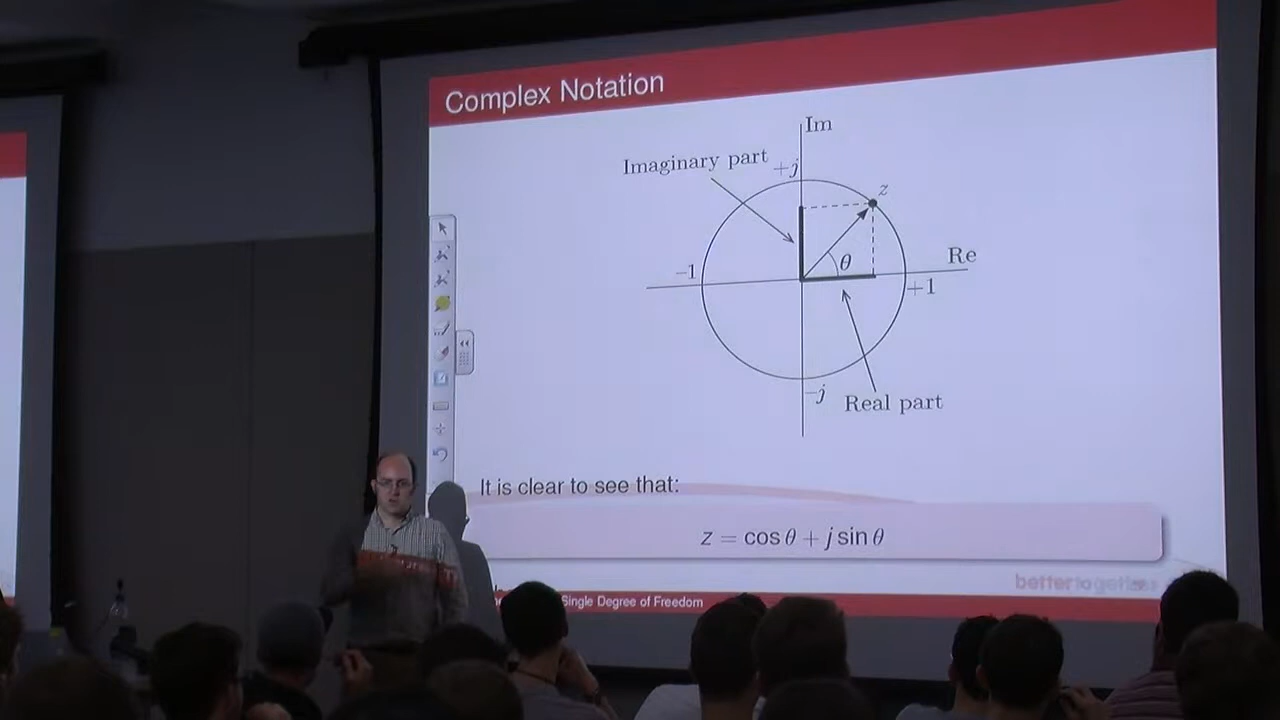 Complex Notation
Im
Imaginary part
+j
z
θ
Re
–1
+1
–j
Real part
It is clear to see that:
z = cos θ + j sin θ
bettertogether
Single Degree of Freedom